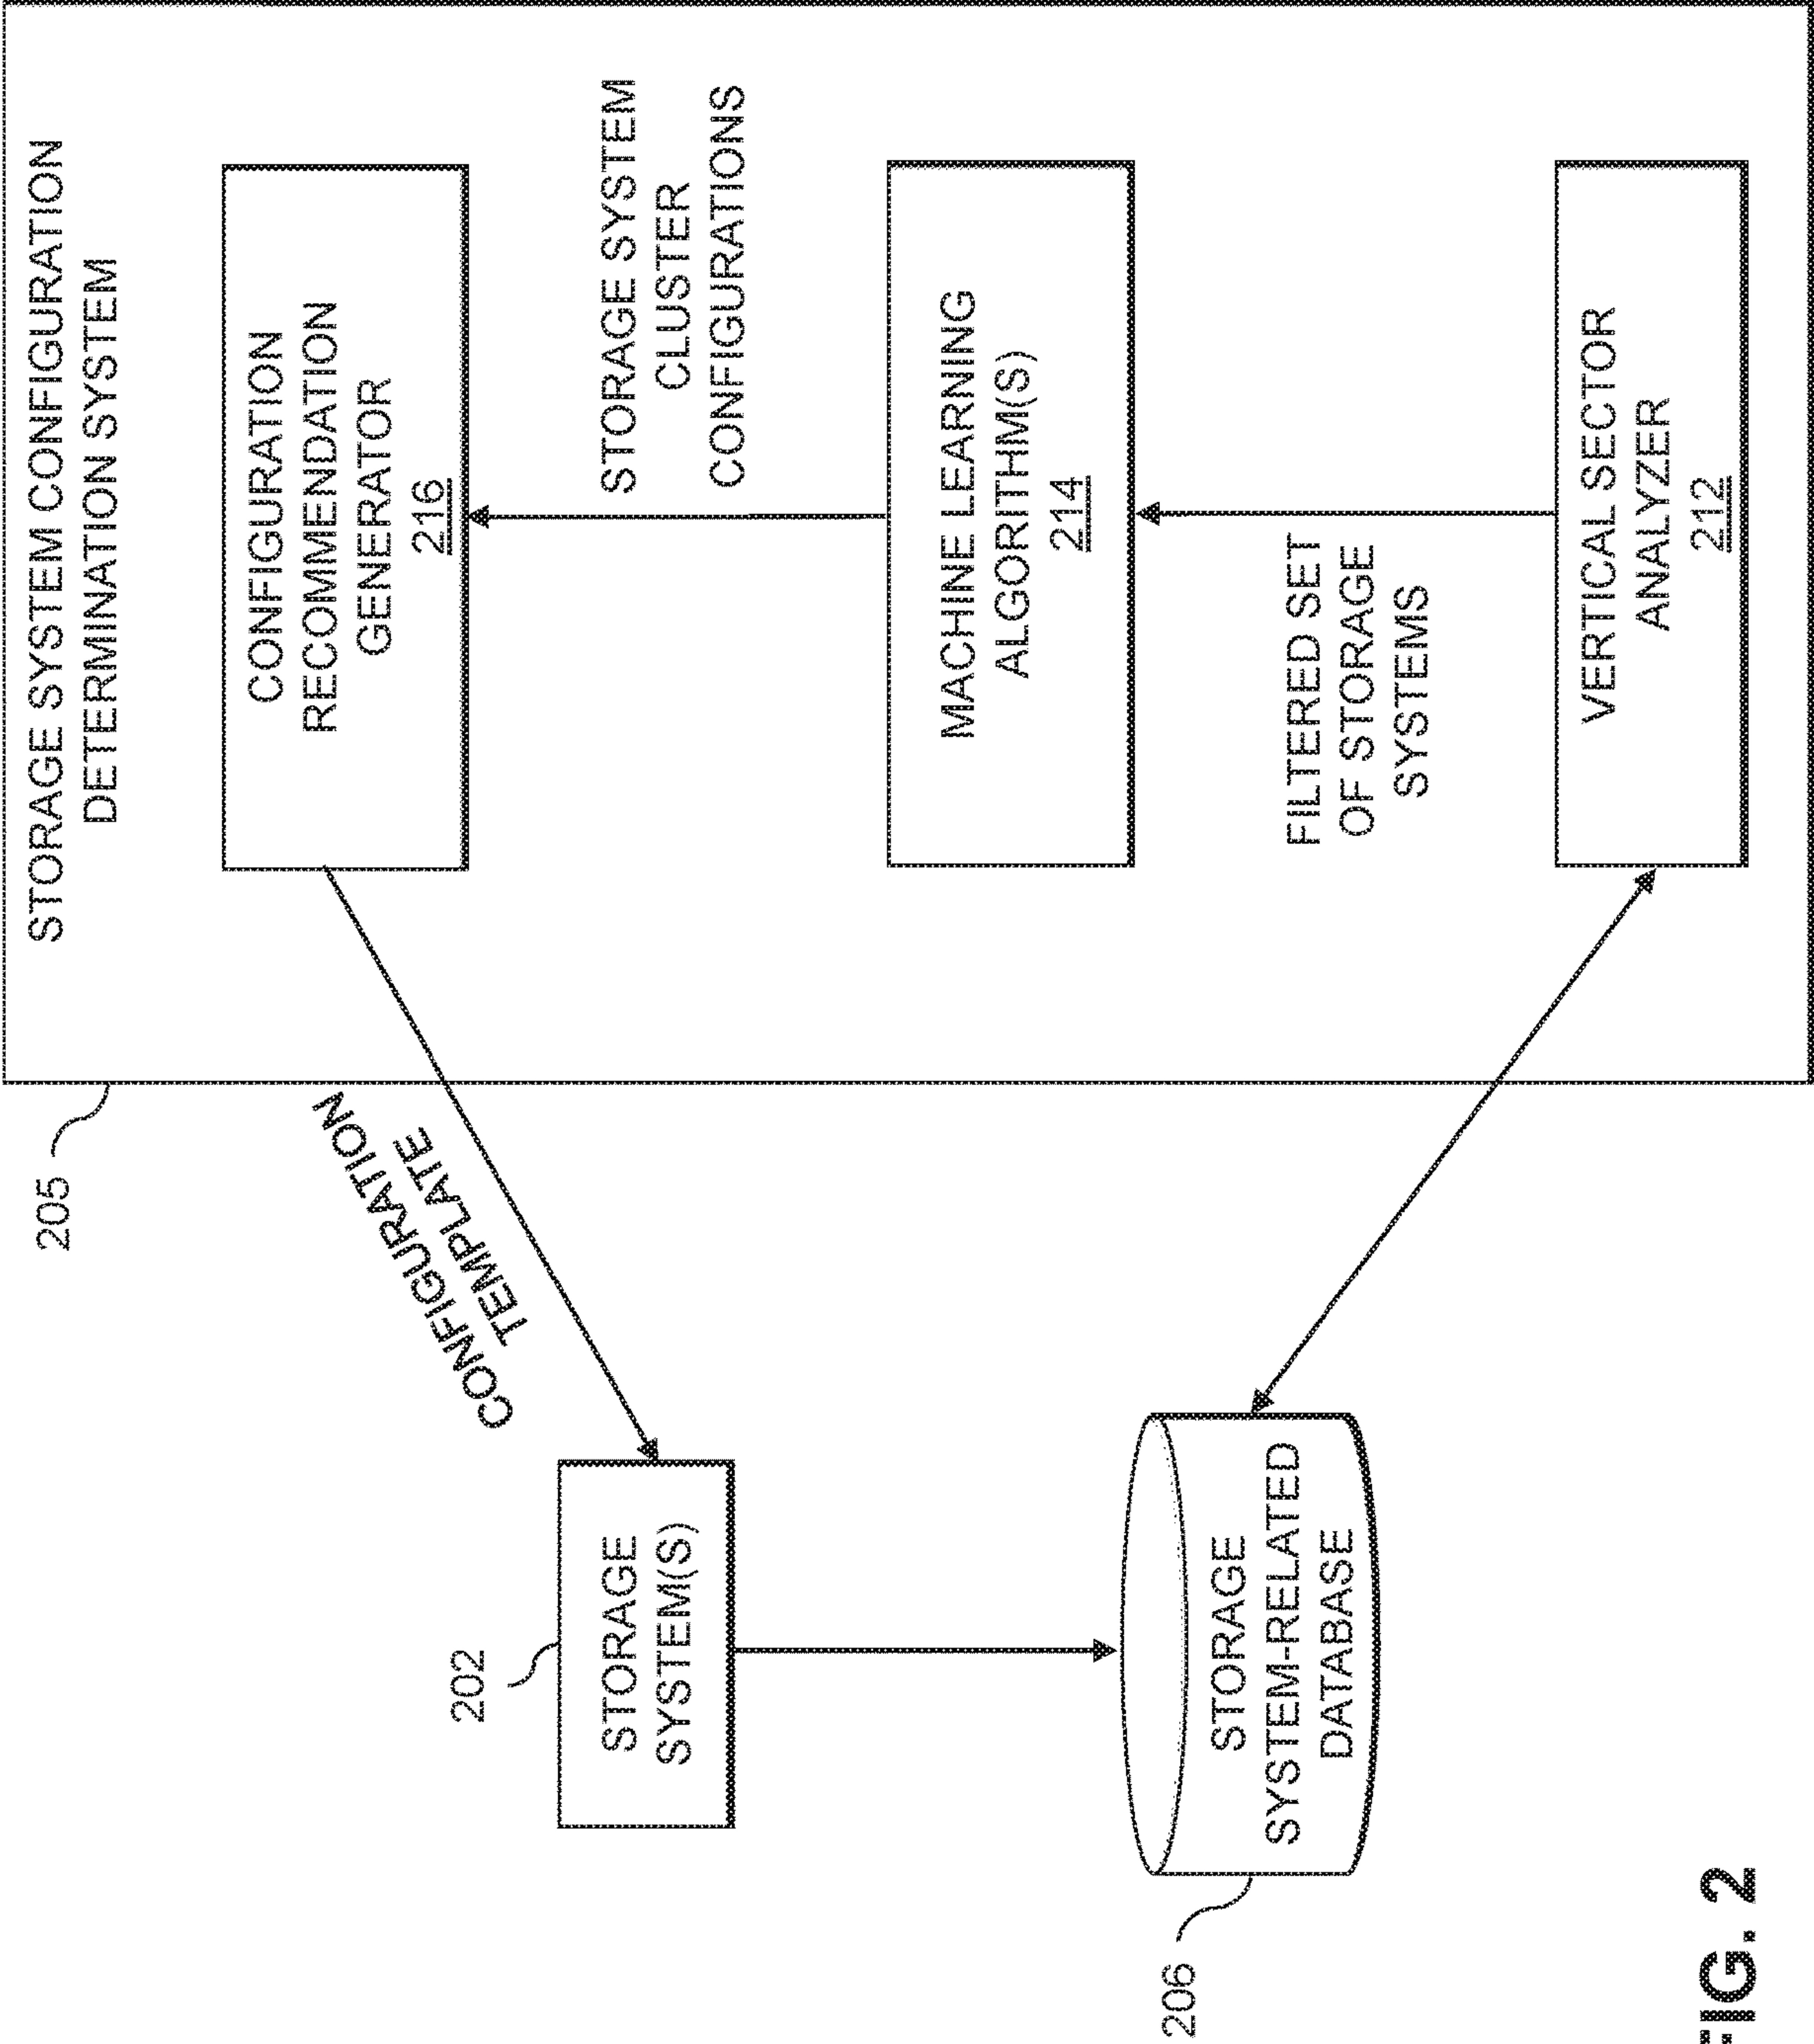 STORAGE SYSTEM CONFIGURATION
DETERMINATION SYSTEM
205
CONFIGURATION
RECOMMENDATION
GENERATOR
216
CONFIGURATION
TEMPLATE
STORAGE SYSTEM
CLUSTER
CONFIGURATIONS
202
STORAGE
SYSTEM(S)
MACHINE LEARNING
ALGORITHM(S)
214
206
STORAGE
SYSTEM-RELATED
DATABASE
FILTERED SET
OF STORAGE
SYSTEMS
VERTICAL SECTOR
ANALYZER
212
FIG. 2